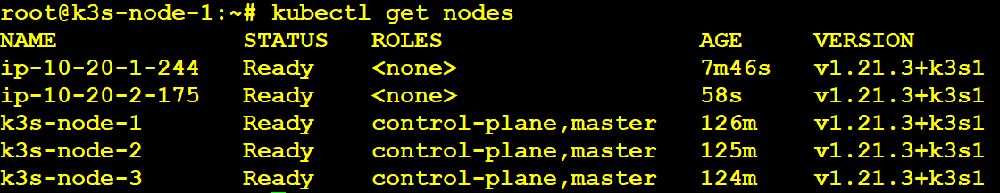 root@k3s-node-1:~# kubectl get nodes
NAME STATUS ROLES AGE VERSION
ip-10-20-1-244 Ready <none> 7m46s v1.21.3+k3s1
ip-10-20-2-175 Ready <none> 58s v1.21.3+k3s1
k3s-node-1 Ready control-plane,master 126m v1.21.3+k3s1
k3s-node-2 Ready control-plane,master 125m v1.21.3+k3s1
k3s-node-3 Ready control-plane,master 124m v1.21.3+k3s1